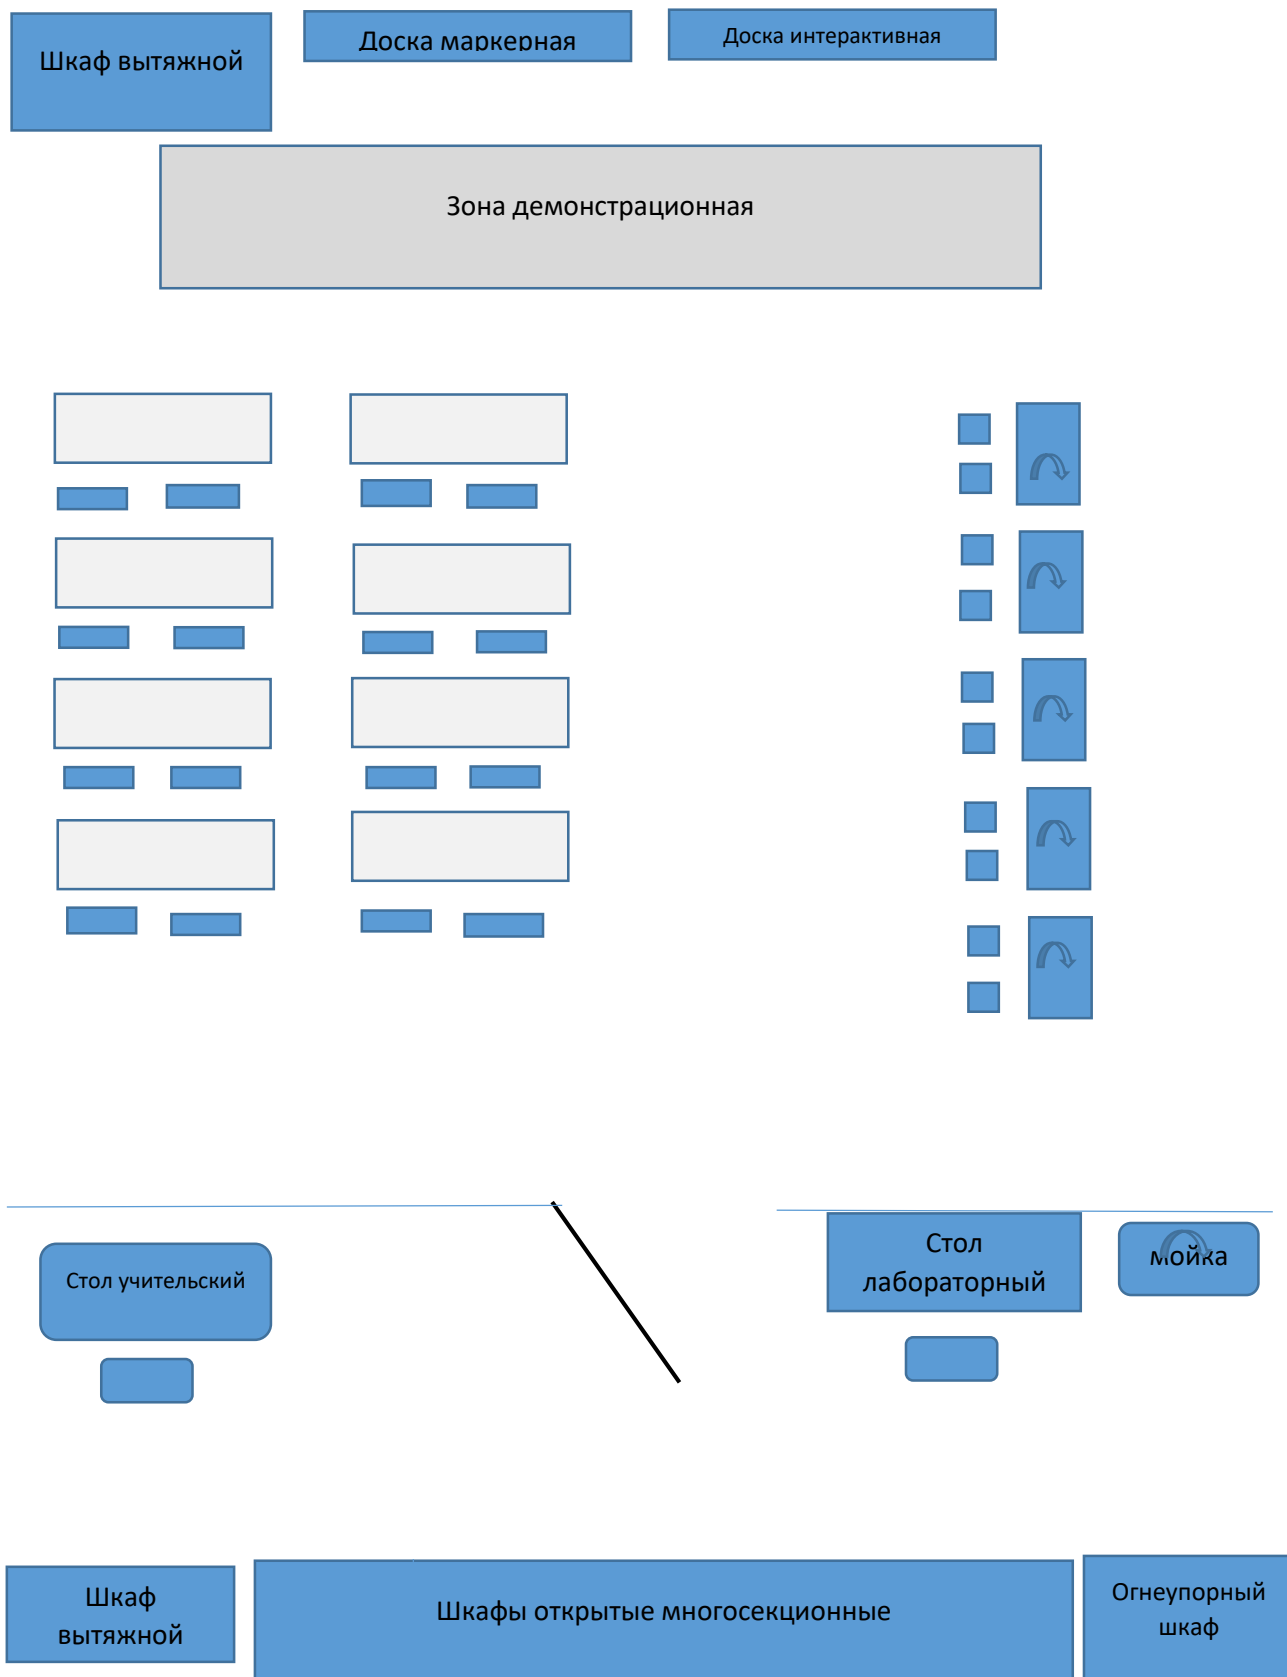 Шкаф вытяжной
Доска маркерная
Доска интерактивная
Зона демонстрационная
Стол учительский
Стол
лабораторный
мойка
Шкаф
вытяжной
Шкафы открытые многосекционные
Огнеупорный
шкаф